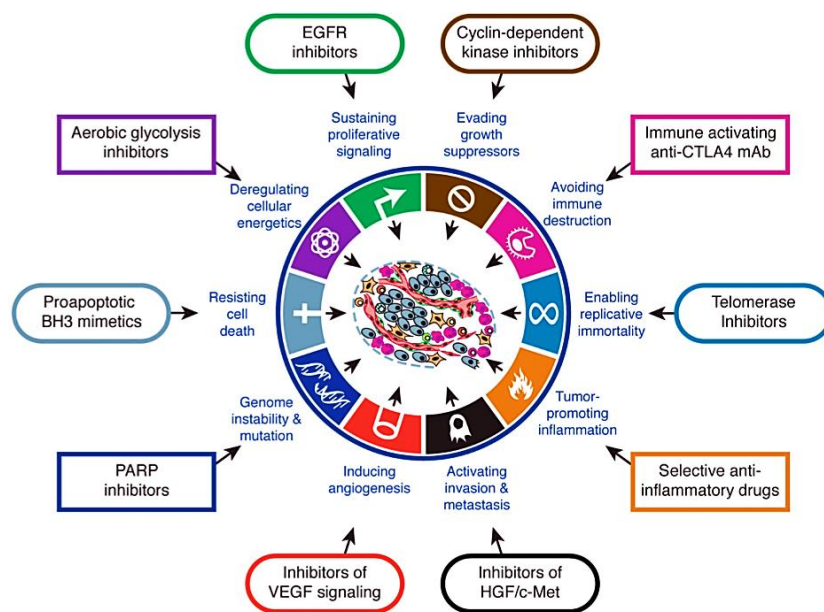 EGFR
inhibitors
Cyclin-dependent
kinase inhibitors
Sustaining
proliferative
signaling
Evading
growth
suppressors
Aerobic glycolysis
inhibitors
Immune activating
anti-CTLA4 mAb
Deregulating
cellular
energetics
Avoiding
immune
destruction
Proapoptotic
BH3 mimetics
Resisting
cell
death
Enabling
replicative
immortality
Telomerase
Inhibitors
Genome
instability &
mutation
Tumor-
promoting
inflammation
PARP
inhibitors
Inducing
angiogenesis
Activating
invasion &
metastasis
Selective anti-
inflammatory drugs
Inhibitors of
VEGF signaling
Inhibitors of
HGF/c-Met